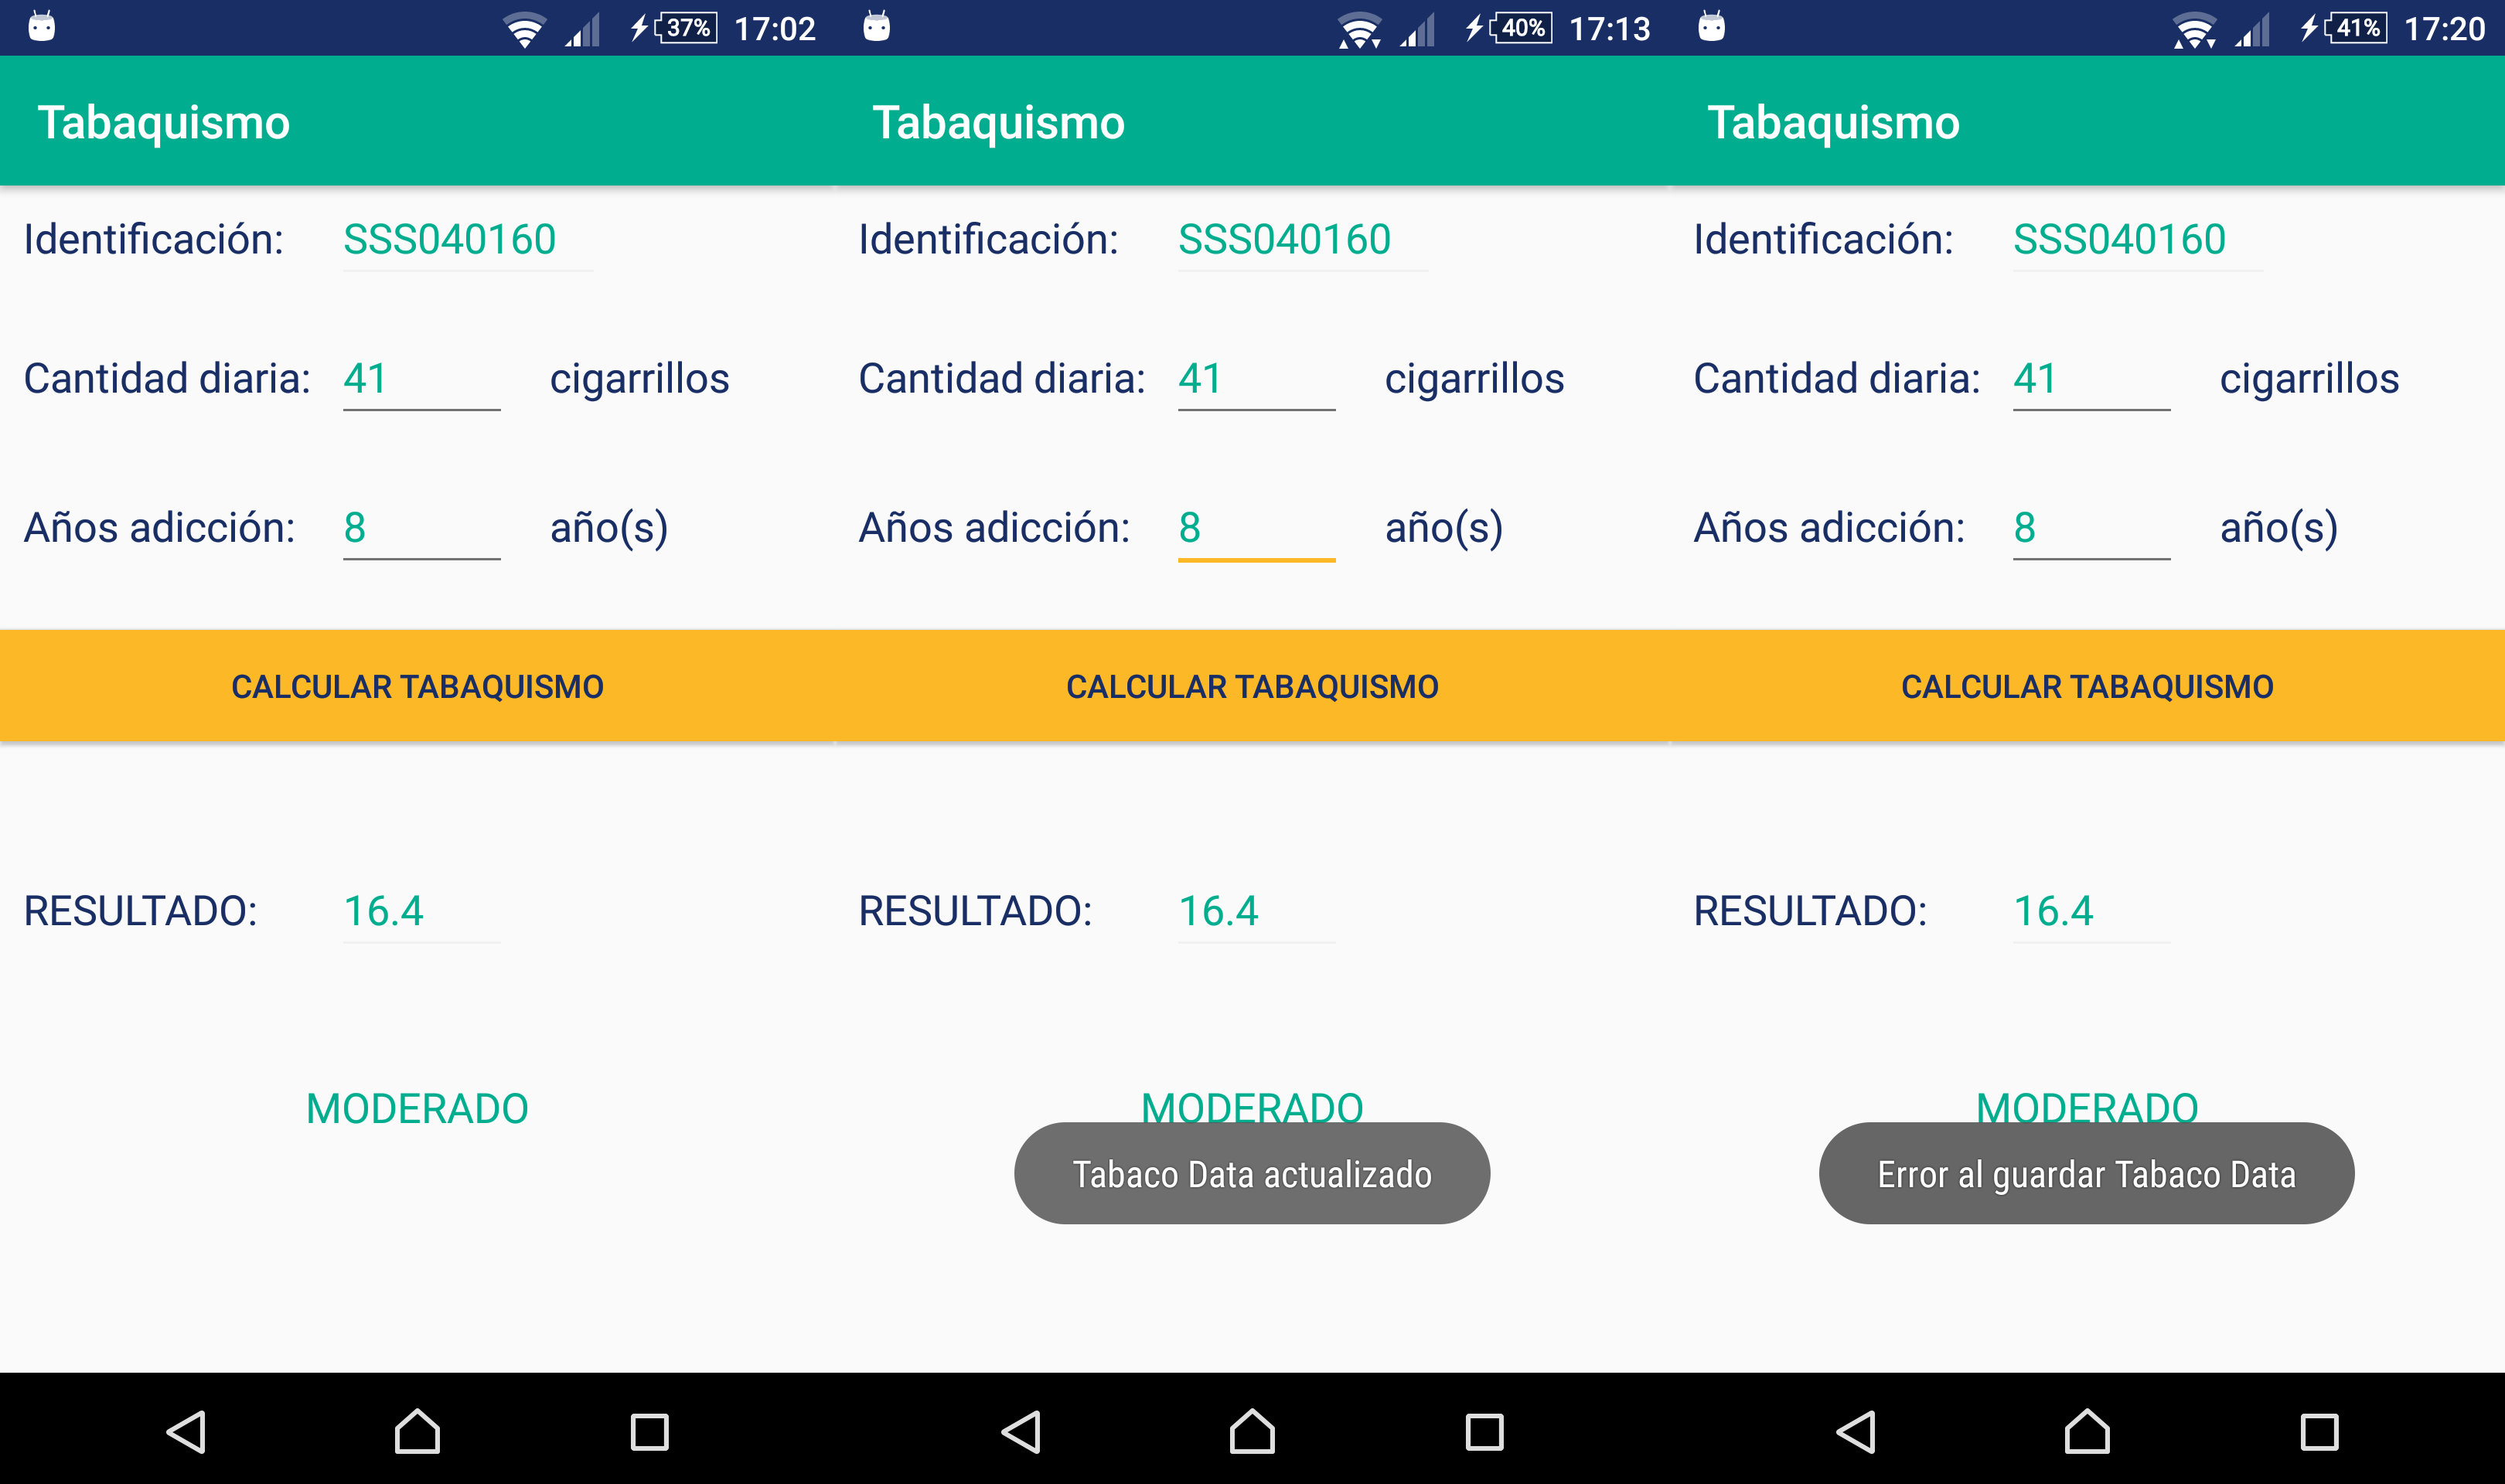 37% 17:02
Tabaquismo
Identificación: SSS040160
Cantidad diaria: 41 cigarrillos
Años adicción: 8 año(s)
CALCULAR TABAQUISMO
RESULTADO: 16.4
MODERADO
40% 17:13
Tabaquismo
Identificación: SSS040160
Cantidad diaria: 41 cigarrillos
Años adicción: 8 año(s)
CALCULAR TABAQUISMO
RESULTADO: 16.4
MODERADO
Tabaco Data actualizado
41% 17:20
Tabaquismo
Identificación: SSS040160
Cantidad diaria: 41 cigarrillos
Años adicción: 8 año(s)
CALCULAR TABAQUISMO
RESULTADO: 16.4
MODERADO
Error al guardar Tabaco Data